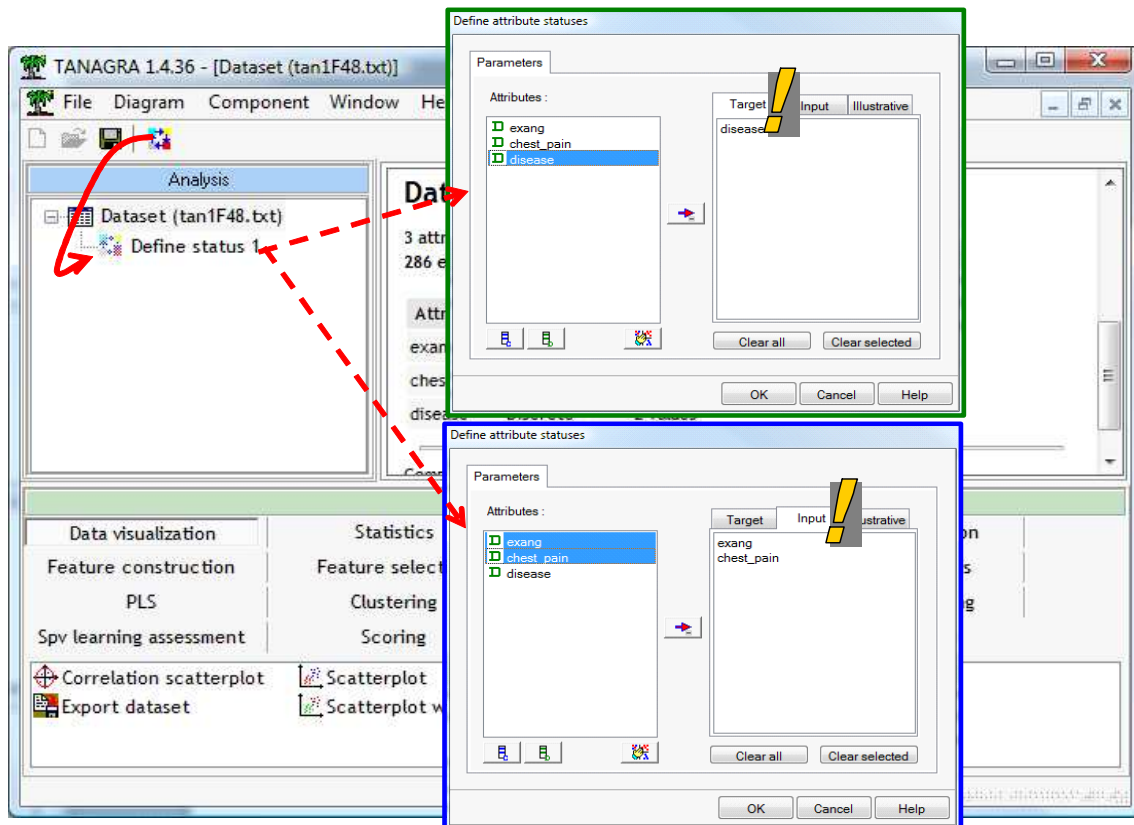 Define attribute statuses
Parameters
Attributes :
exang
chest_pain
disease
Target
Input
Illustrative
disease
Clear all
Clear selected
OK
Cancel
Help
TANAGRA 1.4.36 - [Dataset (tan1F48.txt)]
File Diagram Component Window He
Analysis
Dataset (tan1F48.txt)
Define status 1
Dat
3 attr
286 e
Attr
exan
ches
disease Discrete 2 values
Define attribute statuses
Parameters
Attributes :
exang
chest_pain
disease
Target
Input
ustrative
exang
chest_pain
Clear all
Clear selected
OK
Cancel
Help
Data visualization
Statistics
on
Feature construction
Feature select
s
PLS
Clustering
g
Spv learning assessment
Scoring
Correlation scatterplot
Scatterplot
Export dataset
Scatterplot w